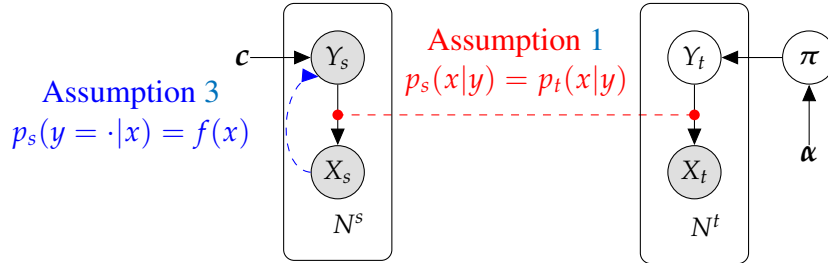 c
Y_s
Assumption 1
p_s(x|y) = p_t(x|y)
Y_t
π
Assumption 3
p_s(y = ·|x) = f(x)
X_s
X_t
α
N^s
N^t